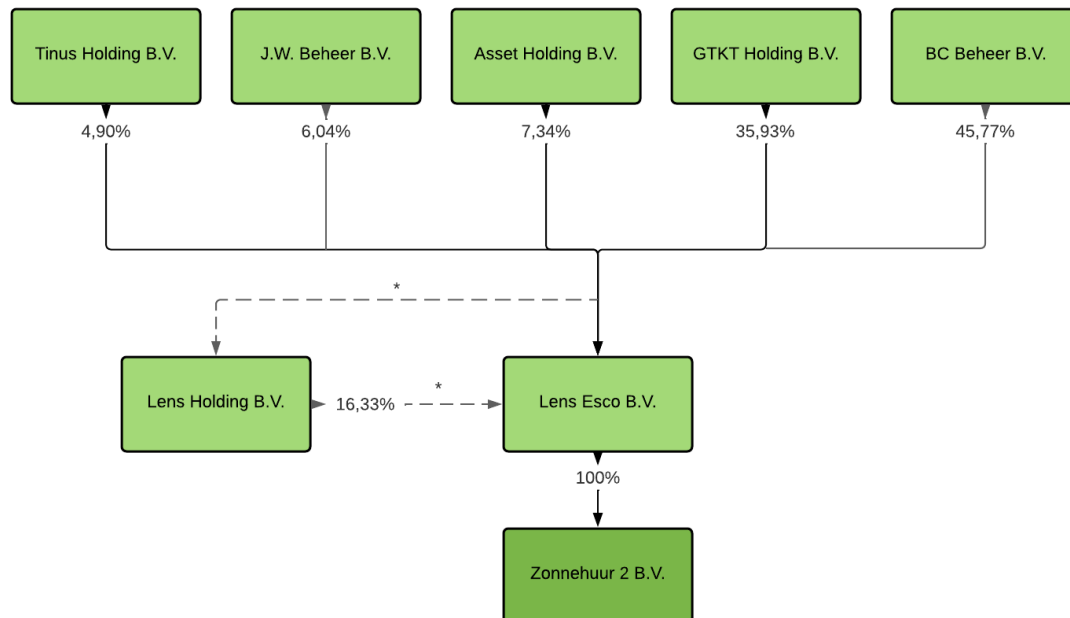 Tinus Holding B.V.
J.W. Beheer B.V.
Asset Holding B.V.
GTKT Holding B.V.
BC Beheer B.V.
4,90%
6,04%
7,34%
35,93%
45,77%
*
Lens Holding B.V.
16,33%
*
Lens Esco B.V.
100%
Zonnehuur 2 B.V.